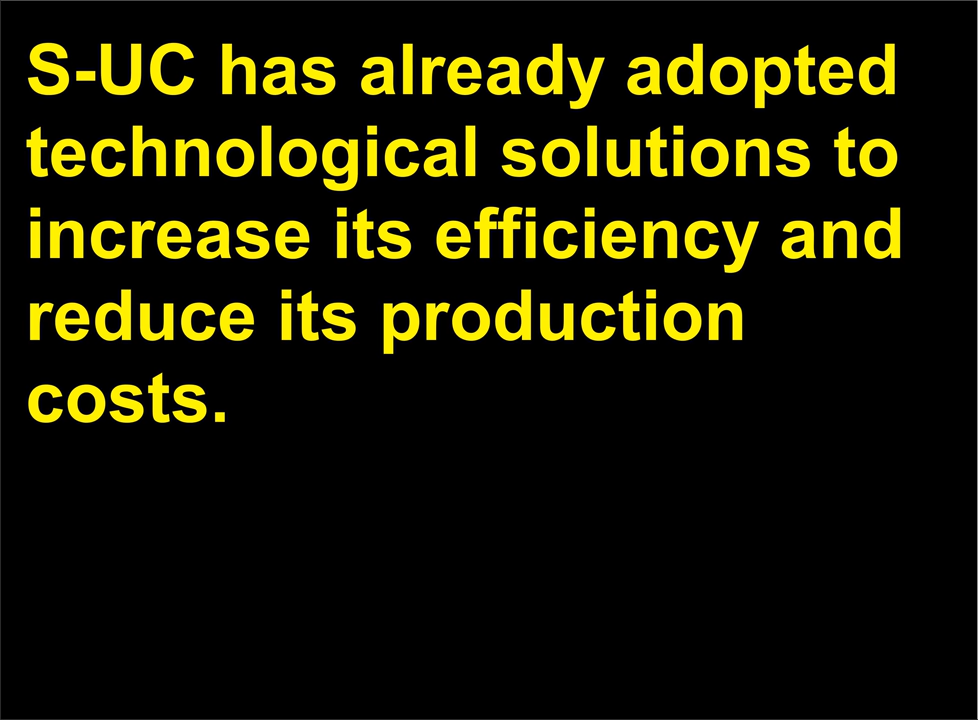 S-UC has already adopted
technological solutions to
increase its efficiency and
reduce its production
costs.